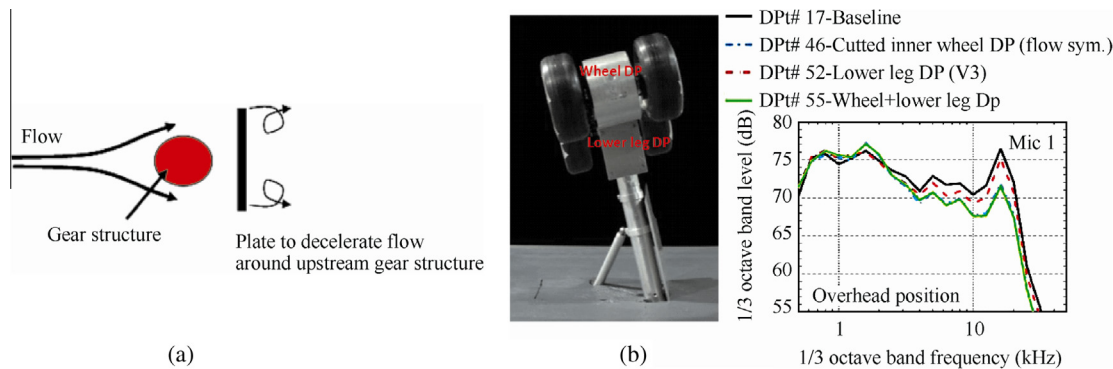 (a)
Flow
Gear structure
Plate to decelerate flow
around upstream gear structure
Wheel DP
Lower leg DP
(b)
DPt# 17-Baseline
DPt# 46-Cutted inner wheel DP (flow sym.)
DPt# 52-Lower leg DP (V3)
DPt# 55-Wheel+lower leg Dp
1/3 octave band level (dB)
80
75
70
65
60
55
Mic 1
Overhead position
1
10
1/3 octave band frequency (kHz)
(a)
(b)